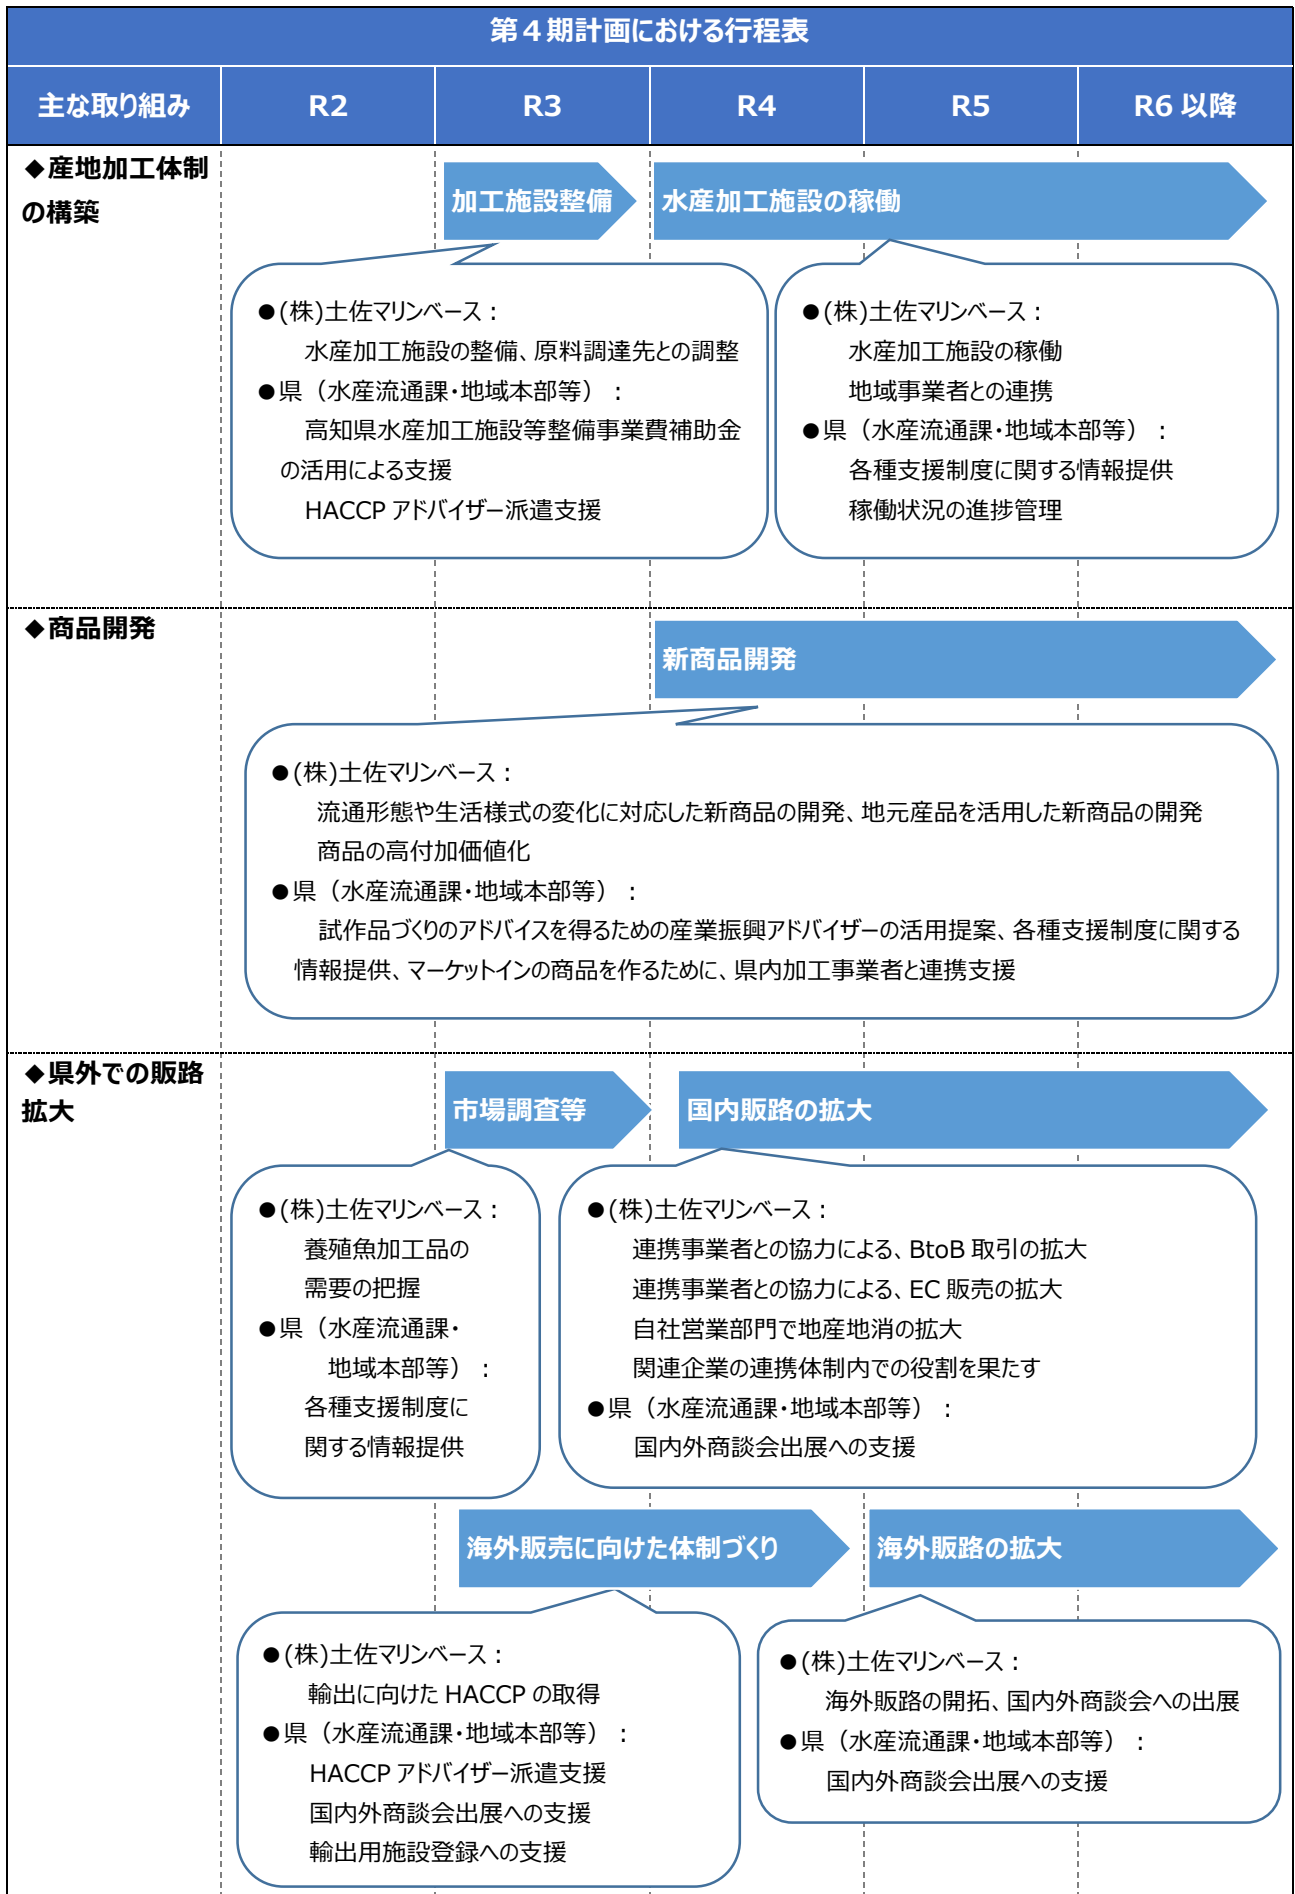 第４期計画における行程表
主な取り組み R2 R3 R4 R5 R6 以降
◆産地加工体制
の構築
加工施設整備
水産加工施設の稼働
●(株)土佐マリンベース：
水産加工施設の整備、原料調達先との調整
●県（水産流通課・地域本部等）：
高知県水産加工施設等整備事業費補助金
の活用による支援
HACCP アドバイザー派遣支援
●(株)土佐マリンベース：
水産加工施設の稼働
地域事業者との連携
●県（水産流通課・地域本部等）：
各種支援制度に関する情報提供
稼働状況の進捗管理
◆商品開発
新商品開発
●(株)土佐マリンベース：
流通形態や生活様式の変化に対応した新商品の開発、地元産品を活用した新商品の開発
商品の高付加価値化
●県（水産流通課・地域本部等）：
試作品づくりのアドバイスを得るための産業振興アドバイザーの活用提案、各種支援制度に関する
情報提供、マーケットインの商品を作るために、県内加工事業者と連携支援
◆県外での販路
拡大
市場調査等
国内販路の拡大
●(株)土佐マリンベース：
養殖魚加工品の
需要の把握
●県（水産流通課・
地域本部等）：
各種支援制度に
関する情報提供
●(株)土佐マリンベース：
連携事業者との協力による、BtoB 取引の拡大
連携事業者との協力による、EC 販売の拡大
自社営業部門で地産地消の拡大
関連企業の連携体制内での役割を果たす
●県（水産流通課・地域本部等）：
国内外商談会出展への支援
海外販売に向けた体制づくり
海外販路の拡大
●(株)土佐マリンベース：
輸出に向けた HACCP の取得
●県（水産流通課・地域本部等）：
HACCP アドバイザー派遣支援
国内外商談会出展への支援
輸出用施設登録への支援
●(株)土佐マリンベース：
海外販路の開拓、国内外商談会への出展
●県（水産流通課・地域本部等）：
国内外商談会出展への支援